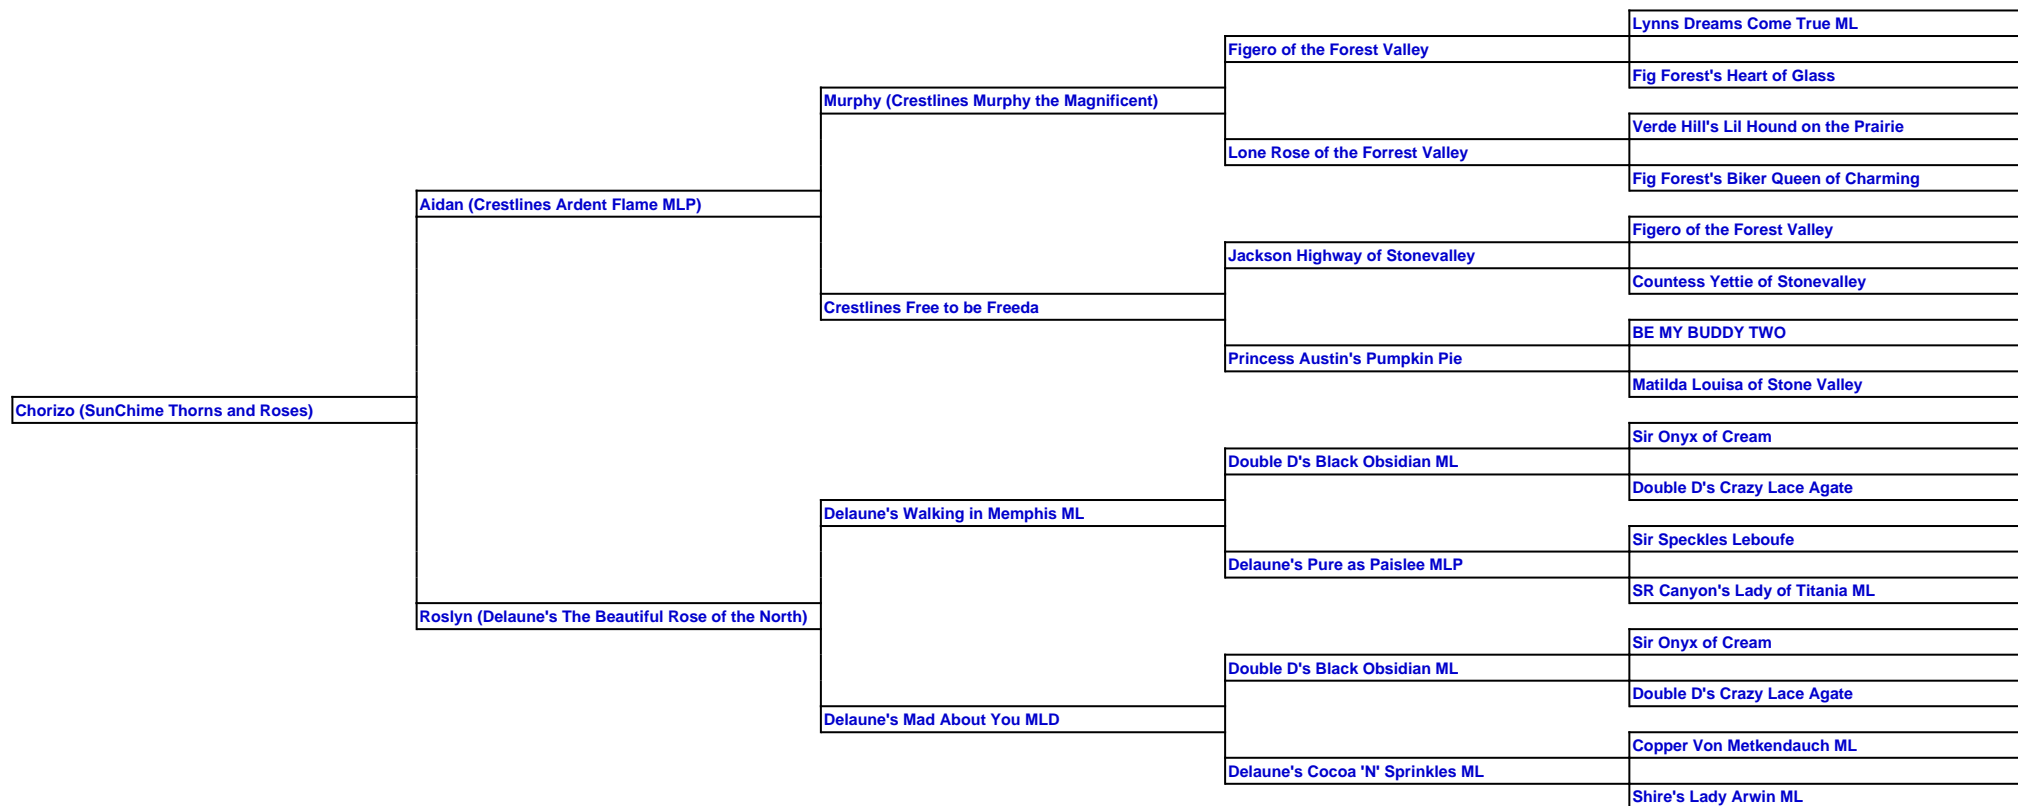 Lynns Dreams Come True ML
Figero of the Forest Valley
Fig Forest's Heart of Glass
Murphy (Crestlines Murphy the Magnificent)
Verde Hill's Lil Hound on the Prairie
Lone Rose of the Forrest Valley
Fig Forest's Biker Queen of Charming
Aidan (Crestlines Ardent Flame MLP)
Figero of the Forest Valley
Jackson Highway of Stonevalley
Countess Yettie of Stonevalley
Crestlines Free to be Freeda
BE MY BUDDY TWO
Princess Austin's Pumpkin Pie
Matilda Louisa of Stone Valley
Chorizo (SunChime Thorns and Roses)
Sir Onyx of Cream
Double D's Black Obsidian ML
Double D's Crazy Lace Agate
Delaune's Walking in Memphis ML
Sir Speckles Leboufe
Delaune's Pure as Paislee MLP
SR Canyon's Lady of Titania ML
Roslyn (Delaune's The Beautiful Rose of the North)
Sir Onyx of Cream
Double D's Black Obsidian ML
Double D's Crazy Lace Agate
Delaune's Mad About You MLD
Copper Von Metkendauch ML
Delaune's Cocoa 'N' Sprinkles ML
Shire's Lady Arwin ML